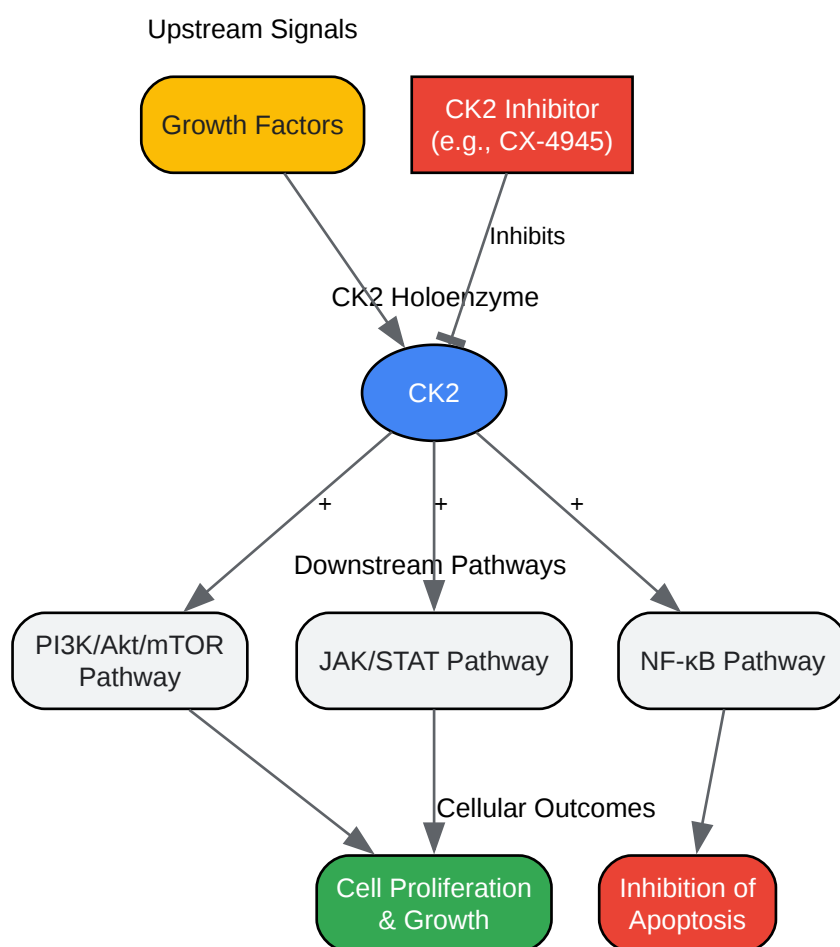 Upstream Signals
Growth Factors
CK2 Inhibitor
(e.g., CX-4945)
Inhibits
CK2 Holoenzyme
CK2
+
+
+
Downstream Pathways
PI3K/Akt/mTOR
Pathway
JAK/STAT Pathway
NF-κB Pathway
Cellular Outcomes
Cell Proliferation
& Growth
Inhibition of
Apoptosis